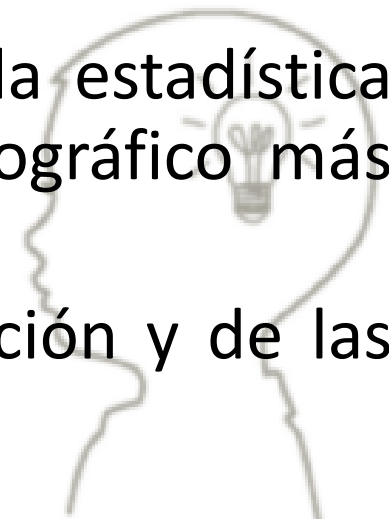 la estadística
ográfico más
ción y de las